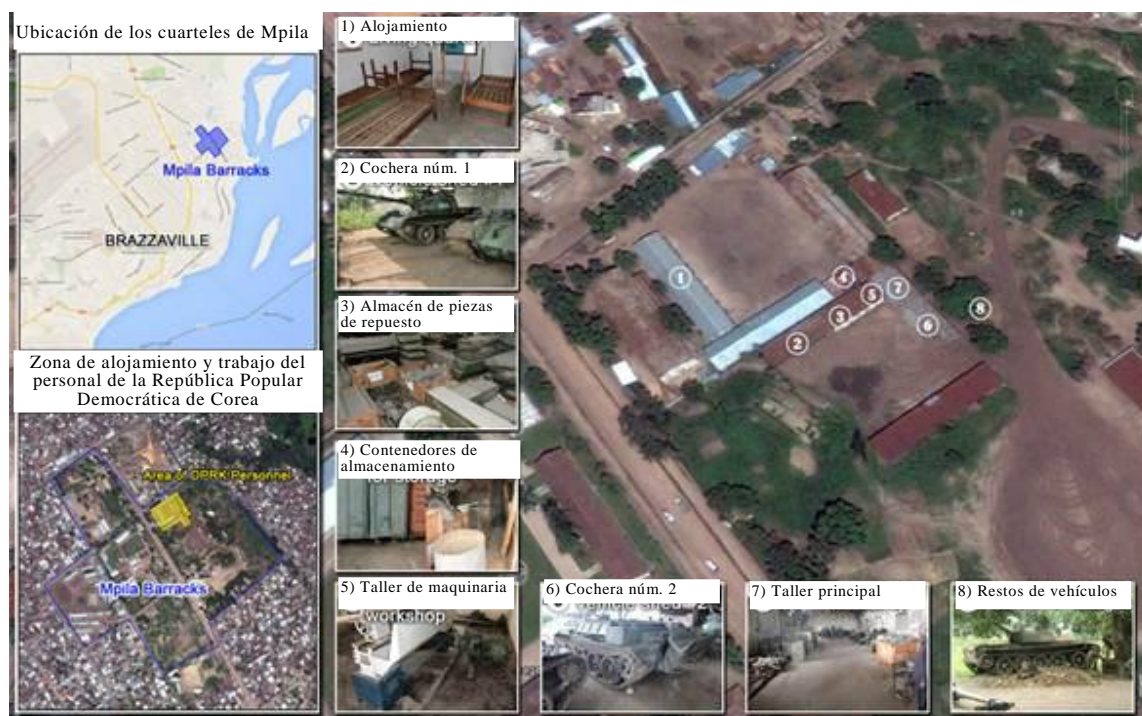 Ubicación de los cuarteles de Mpila
Mpila Barracks
BRAZZAVILLE
Zona de alojamiento y trabajo del
personal de la República Popular
Democrática de Corea
Area of DPRK Personnel
Mpila Barracks
1) Alojamiento
2) Cochera núm. 1
3) Almacén de piezas
de repuesto
4) Contenedores de
almacenamiento
for storage
5) Taller de maquinaria
workshop
6) Cochera núm. 2
7) Taller principal
8) Restos de vehículos
1
2
3
4
5
6
7
8